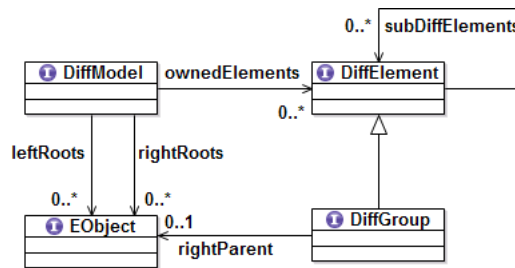 0..* subDiffElements
I DiffModel
ownedElements
I DiffElement
0..*
leftRoots
rightRoots
0..*
0..*
I EObject
0..1
rightParent
I DiffGroup